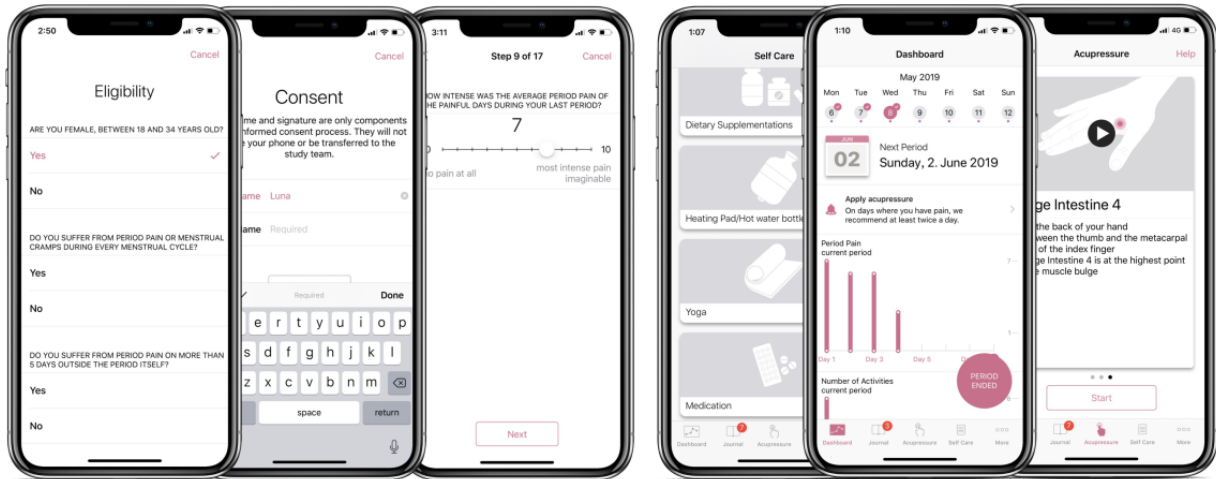 2:50
Cancel
Eligibility
ARE YOU FEMALE, BETWEEN 18 AND 34 YEARS OLD?
Yes
No
DO YOU SUFFER FROM PERIOD PAIN OR MENSTRUAL
CRAMPS DURING EVERY MENSTRUAL CYCLE?
Yes
No
DO YOU SUFFER FROM PERIOD PAIN ON MORE THAN
5 DAYS OUTSIDE THE PERIOD ITSELF?
Yes
No
Cancel
Consent
me and signature are only components
nformed consent process. They will not
e your phone or be transferred to the
study team.
ame Luna
ame Required
Required Done
e r t y u i o p
s d f g h j k l
z x c v b n m
space return
3:11
Step 9 of 17 Cancel
OW INTENSE WAS THE AVERAGE PERIOD PAIN OF
HE PAINFUL DAYS DURING YOUR LAST PERIOD?
7
0 10
o pain at all most intense pain
imaginable
Next
1:07
Self Care
Dietary Supplementations
Heating Pad/Hot water bottle
Yoga
Medication
Dashboard Journal 7 Acupressure
1:10
Dashboard
May 2019
Mon Tue Wed Thu Fri Sat Sun
6 7 8 9 10 11 12
JUN
02
Next Period
Sunday, 2. June 2019
Apply acupressure
On days where you have pain, we
recommend at least twice a day.
Period Pain
current period
7
1
Day 1 Day 3 Day 5
PERIOD
ENDED
Number of Activities
current period
6
Dashboard Journal 3 Acupressure Self Care More
4G
Acupressure Help
ge Intestine 4
the back of your hand
ween the thumb and the metacarpal
of the index finger
ge Intestine 4 is at the highest point
e muscle bulge
Start
Journal 7 Acupressure Self Care More